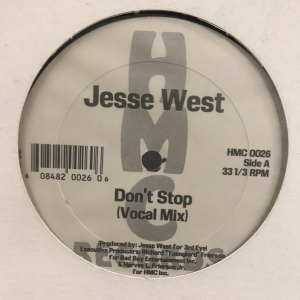 HMC
Jesse West
HMC 0026
Side A
33 1/3 RPM
6 08482 0026 0 6
Don't Stop
(Vocal Mix)
(Produced by: Jesse West For 3rd Eye)
Executive Producers: Richard "Younglord" Frierson
For Bad Boy Entertainment Inc.
& Harvey L. Frierson, Jr.
For HMC Inc.